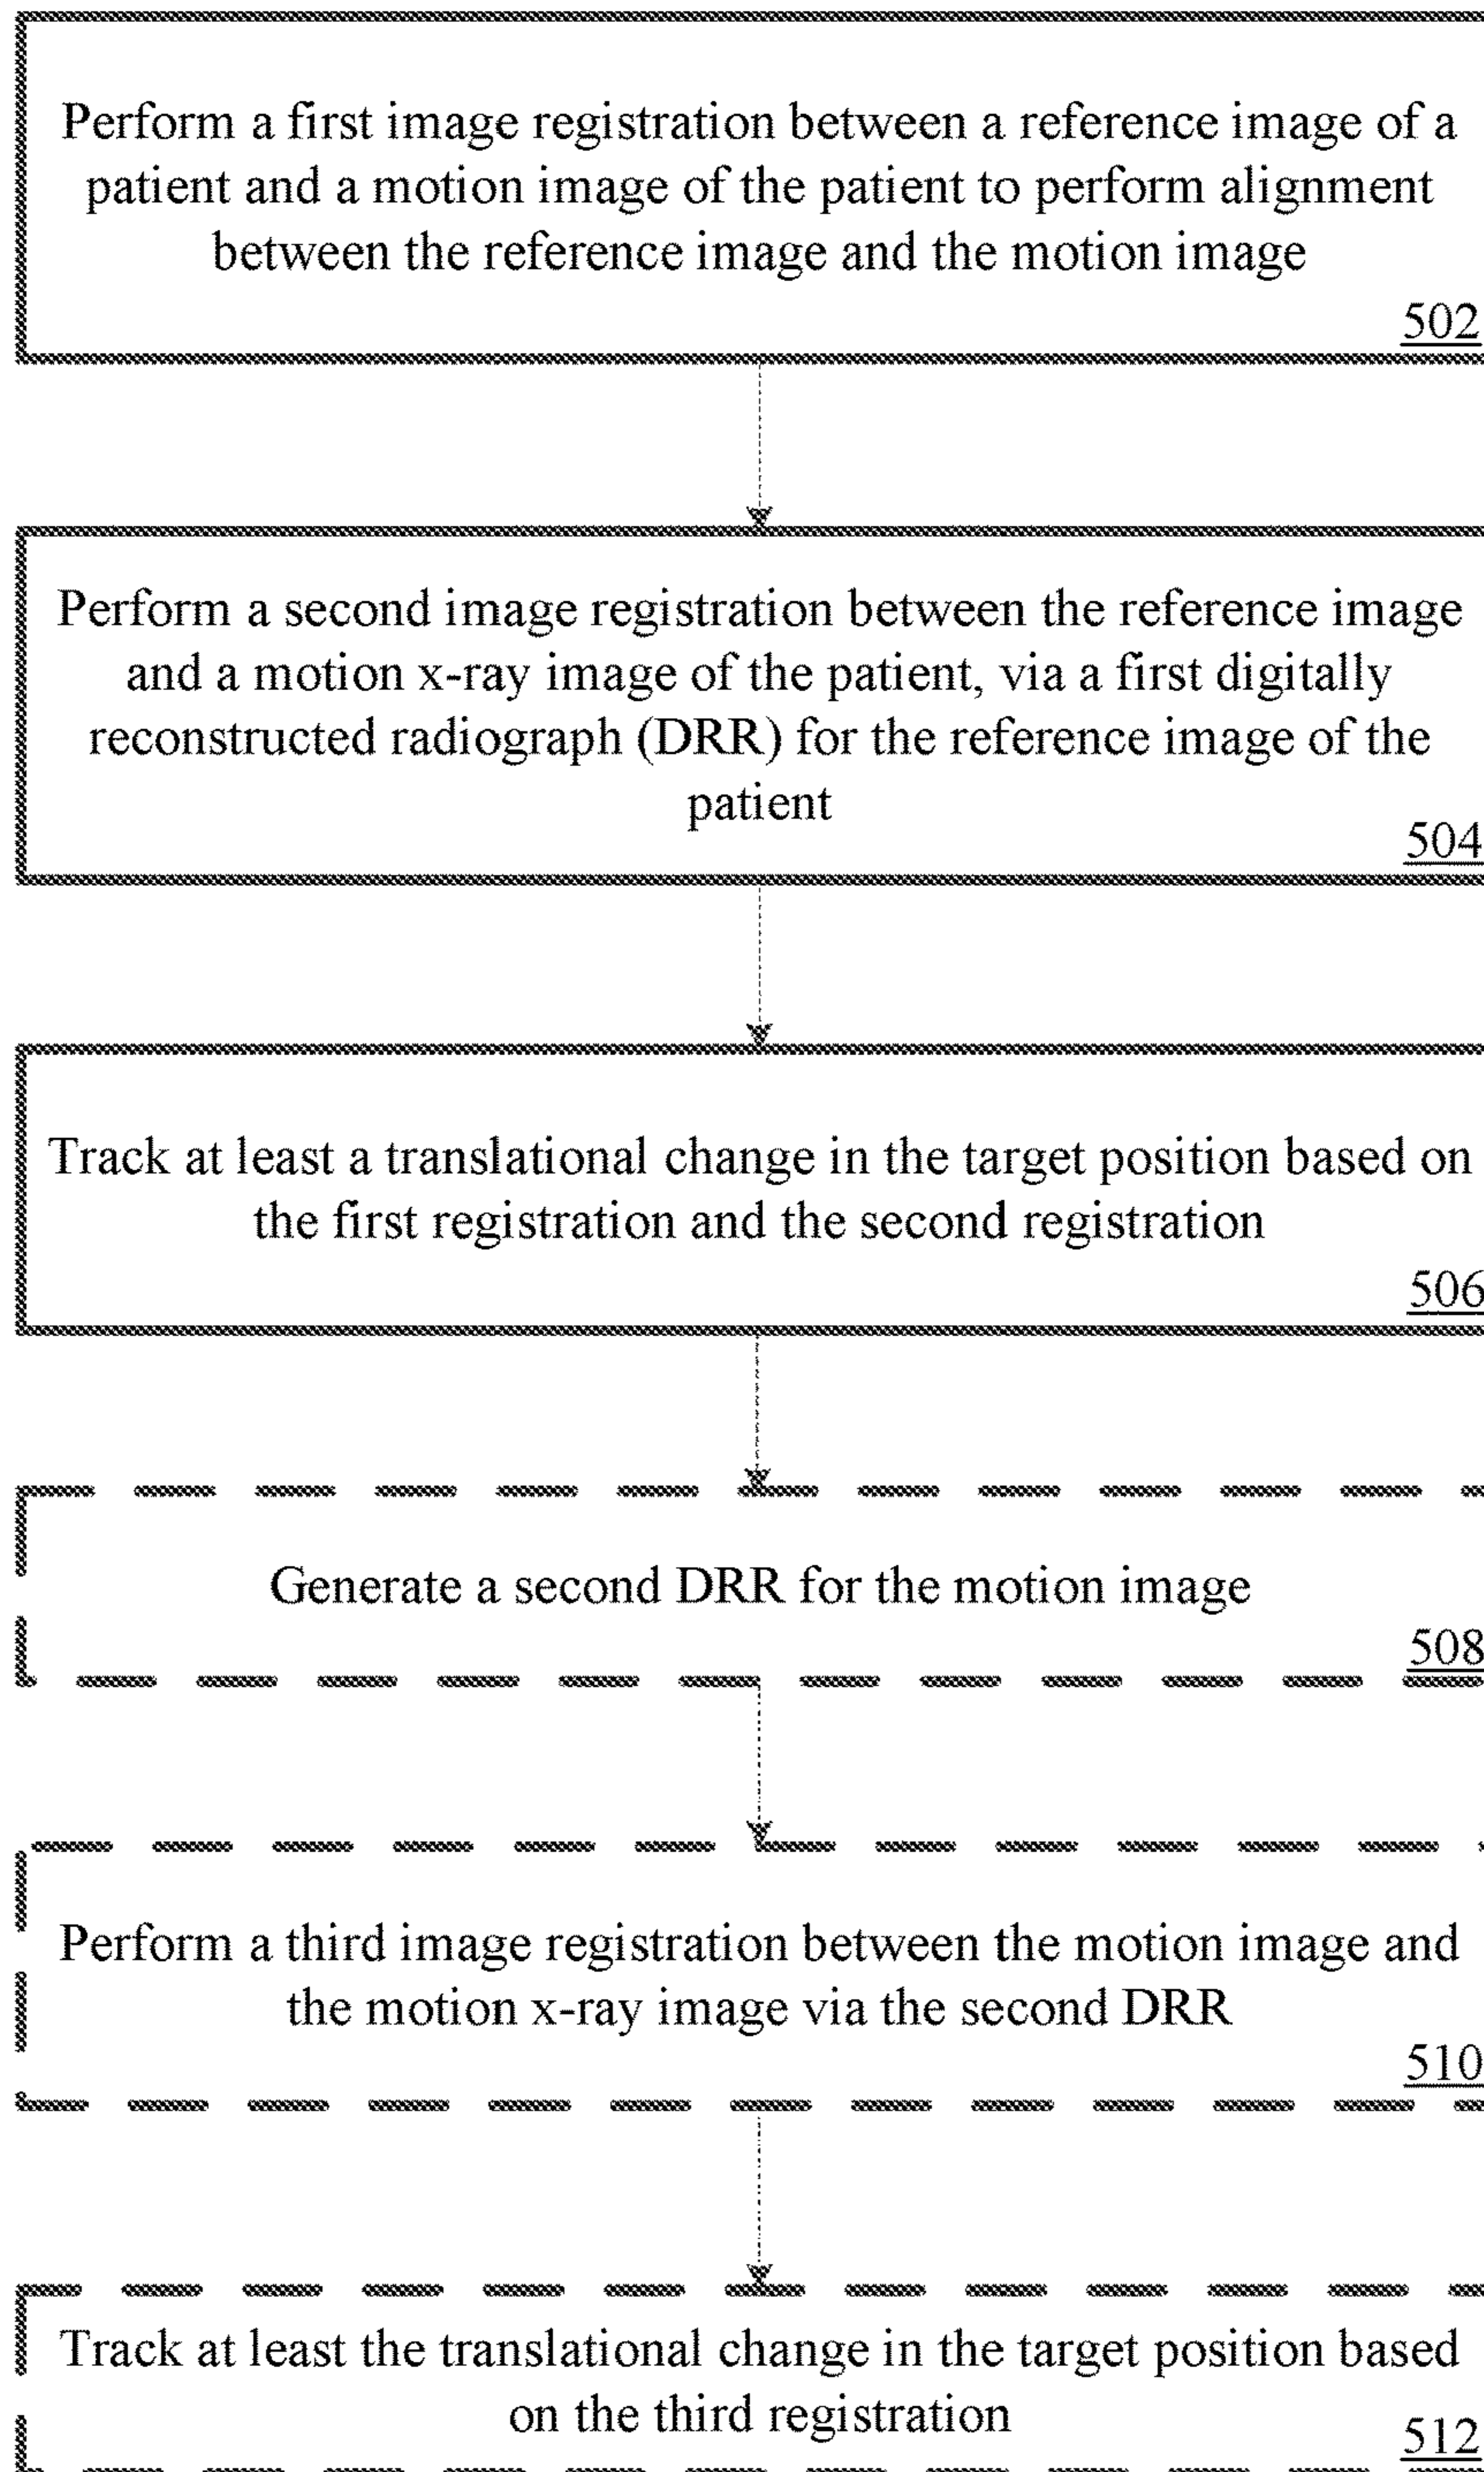 Perform a first image registration between a reference image of a
patient and a motion image of the patient to perform alignment
between the reference image and the motion image
502
Perform a second image registration between the reference image
and a motion x-ray image of the patient, via a first digitally
reconstructed radiograph (DRR) for the reference image of the
patient
504
Track at least a translational change in the target position based on
the first registration and the second registration
506
Generate a second DRR for the motion image
508
Perform a third image registration between the motion image and
the motion x-ray image via the second DRR
510
Track at least the translational change in the target position based
on the third registration
512